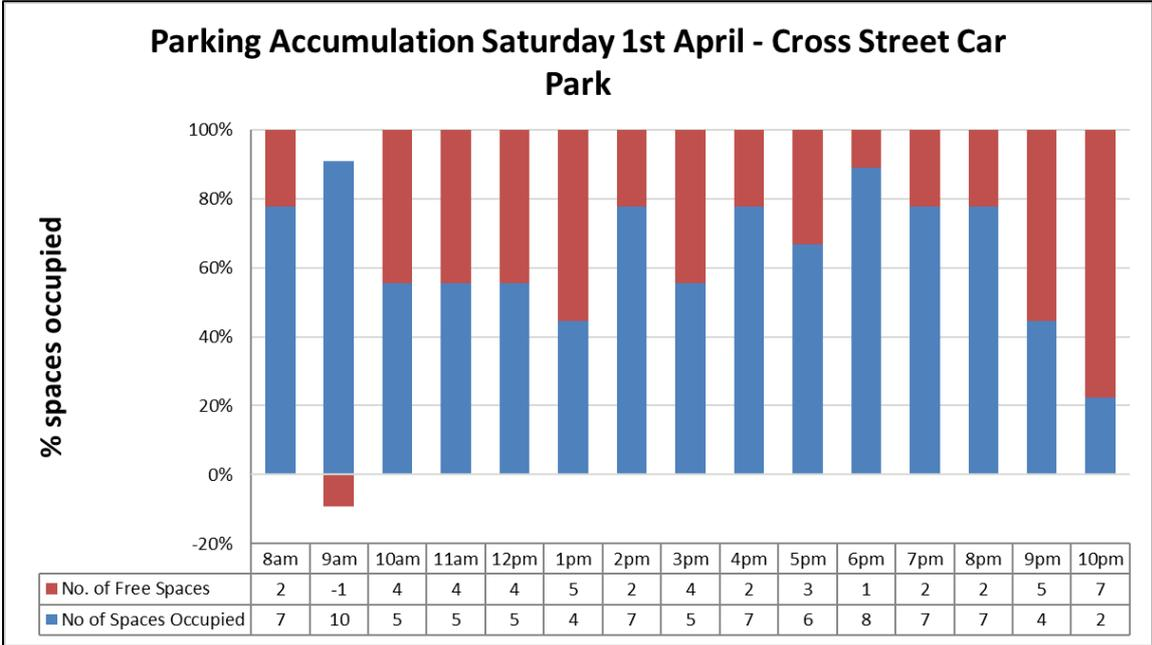 Parking Accumulation Saturday 1st April - Cross Street Car
Park
% spaces occupied
100%
80%
60%
40%
20%
0%
-20%
8am 9am 10am 11am 12pm 1pm 2pm 3pm 4pm 5pm 6pm 7pm 8pm 9pm 10pm
No. of Free Spaces 2 -1 4 4 4 5 2 4 2 3 1 2 2 5 7
No of Spaces Occupied 7 10 5 5 5 4 7 5 7 6 8 7 7 4 2